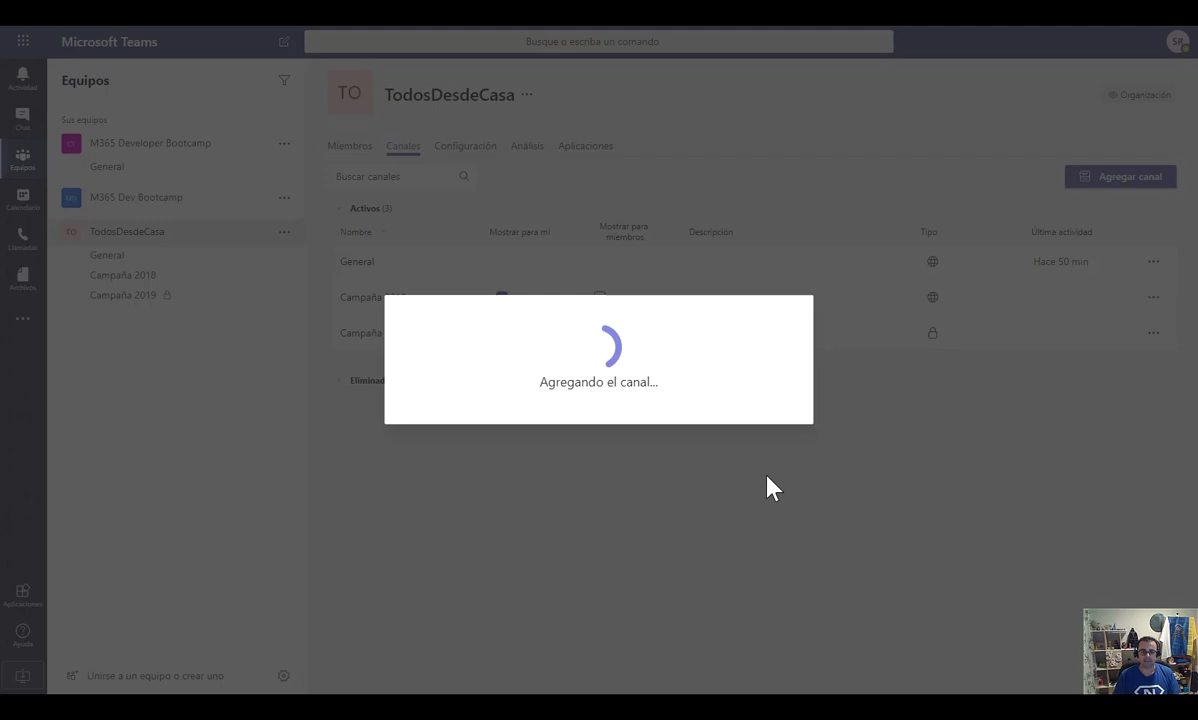 Microsoft Teams
Busque o escriba un comando
SB
Actividad
Chat
Equipos
Calendario
Llamadas
Archivos
Aplicaciones
Ayuda
Equipos
Sus equipos
M365 Developer Bootcamp
General
M365 Dev Bootcamp
TO TodosDesdeCasa
General
Campaña 2018
Campaña 2019
Unirse a un equipo o crear uno
TO
TodosDesdeCasa
Organización
Miembros Canales Configuración Análisis Aplicaciones
Buscar canales
Agregar canal
Activos (3)
Nombre Mostrar para mí Mostrar para miembros Descripción Tipo Última actividad
General Hace 50 min
Campaña
Campaña
Agregando el canal...